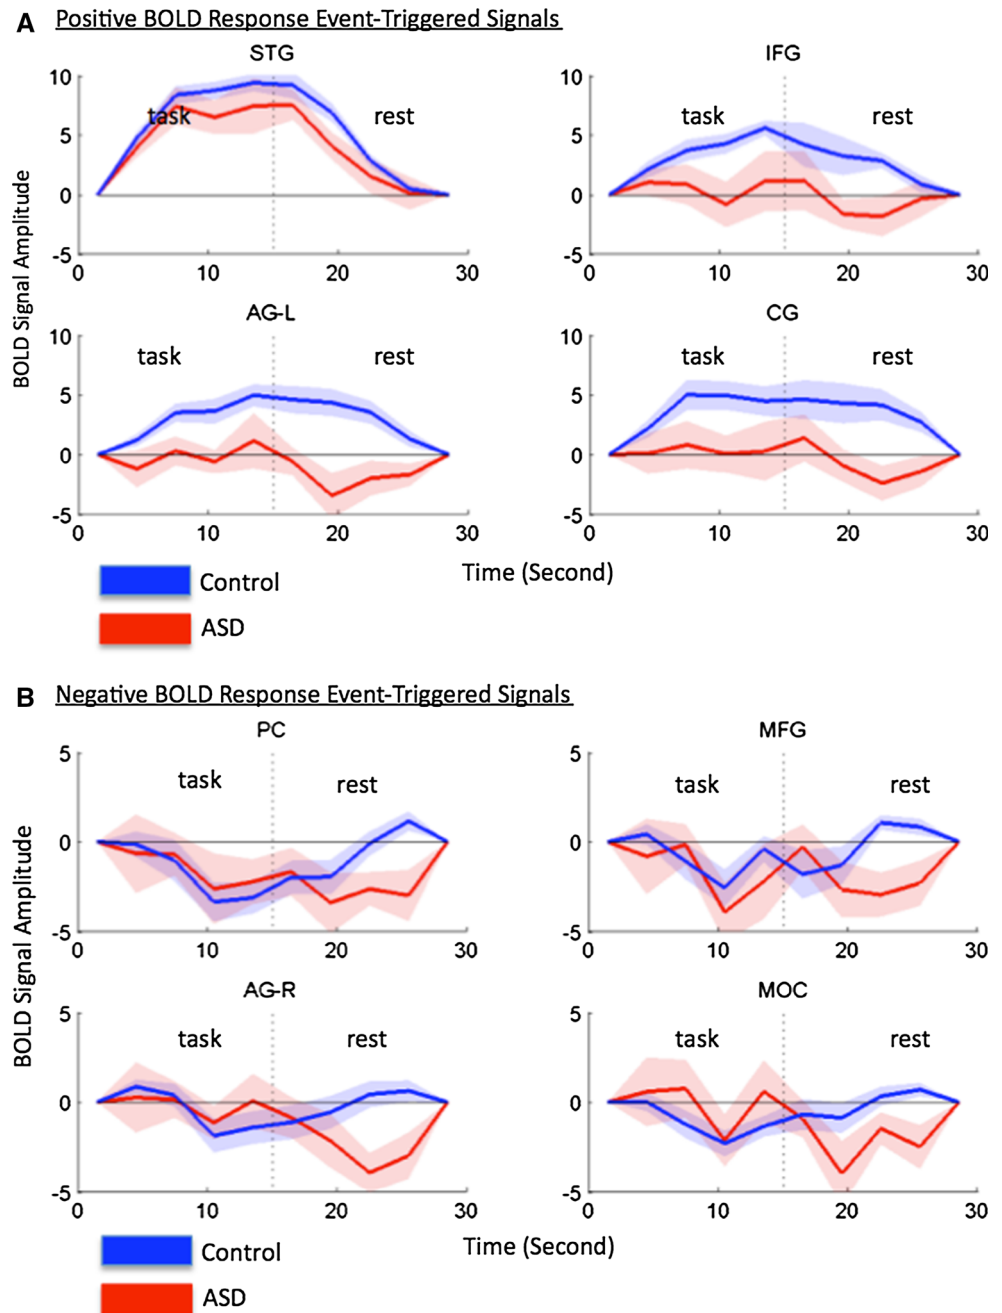 A Positive BOLD Response Event-Triggered Signals
STG
IFG
10
5
0
-5
task
rest
0 10 20 30
10
5
0
-5
task
rest
0 10 20 30
BOLD Signal Amplitude
AG-L
CG
10
5
0
-5
task
rest
0 10 20 30
10
5
0
-5
task
rest
0 10 20 30
Time (Second)
Control
ASD
B Negative BOLD Response Event-Triggered Signals
PC
MFG
5
0
-5
task
rest
0 10 20 30
5
0
-5
task
rest
0 10 20 30
BOLD Signal Amplitude
AG-R
MOC
5
0
-5
task
rest
0 10 20 30
5
0
-5
task
rest
0 10 20 30
Time (Second)
Control
ASD